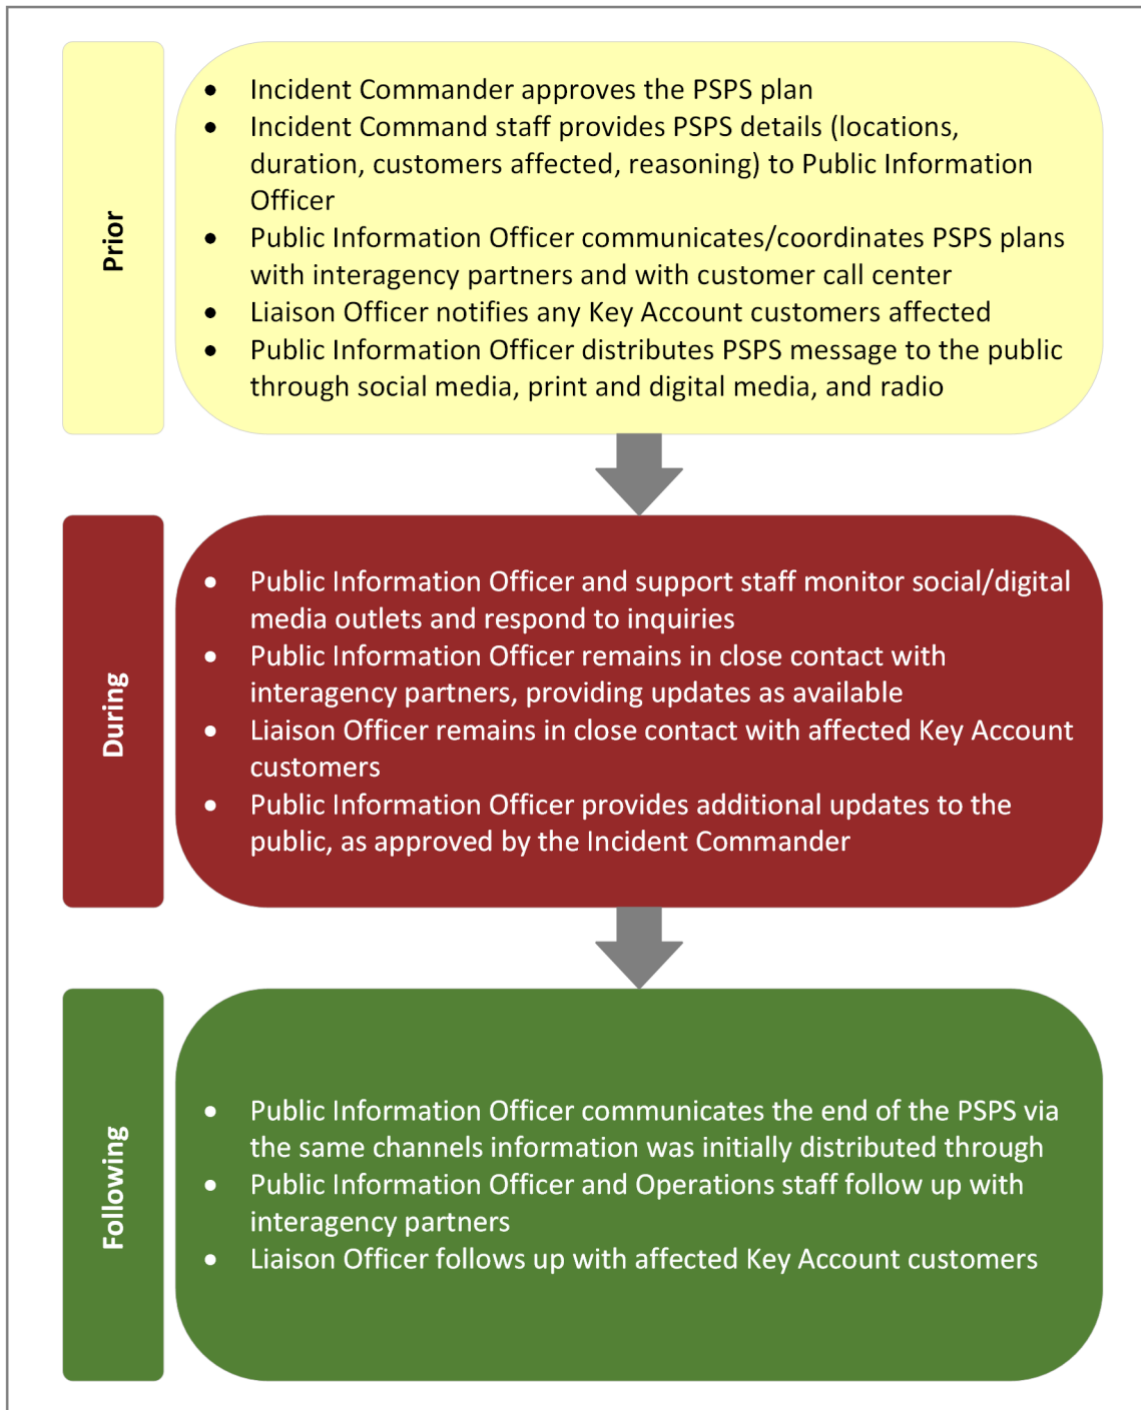 Prior
• Incident Commander approves the PSPS plan
• Incident Command staff provides PSPS details (locations,
duration, customers affected, reasoning) to Public Information
Officer
• Public Information Officer communicates/coordinates PSPS plans
with interagency partners and with customer call center
• Liaison Officer notifies any Key Account customers affected
• Public Information Officer distributes PSPS message to the public
through social media, print and digital media, and radio
During
• Public Information Officer and support staff monitor social/digital
media outlets and respond to inquiries
• Public Information Officer remains in close contact with
interagency partners, providing updates as available
• Liaison Officer remains in close contact with affected Key Account
customers
• Public Information Officer provides additional updates to the
public, as approved by the Incident Commander
Following
• Public Information Officer communicates the end of the PSPS via
the same channels information was initially distributed through
• Public Information Officer and Operations staff follow up with
interagency partners
• Liaison Officer follows up with affected Key Account customers